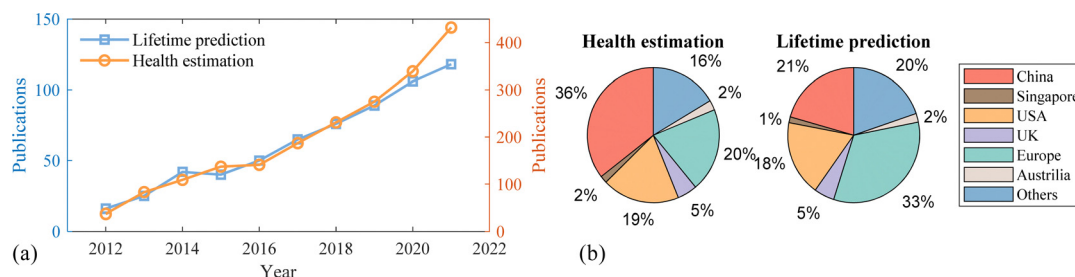 150
100
50
0
Publications
Lifetime prediction
Health estimation
400
300
200
100
0
Publications
2012 2014 2016 2018 2020 2022
Year
(a)
Health estimation
36%
16%
2%
20%
5%
19%
2%
Lifetime prediction
21%
20%
2%
33%
5%
18%
1%
China
Singapore
USA
UK
Europe
Austrilia
Others
(b)